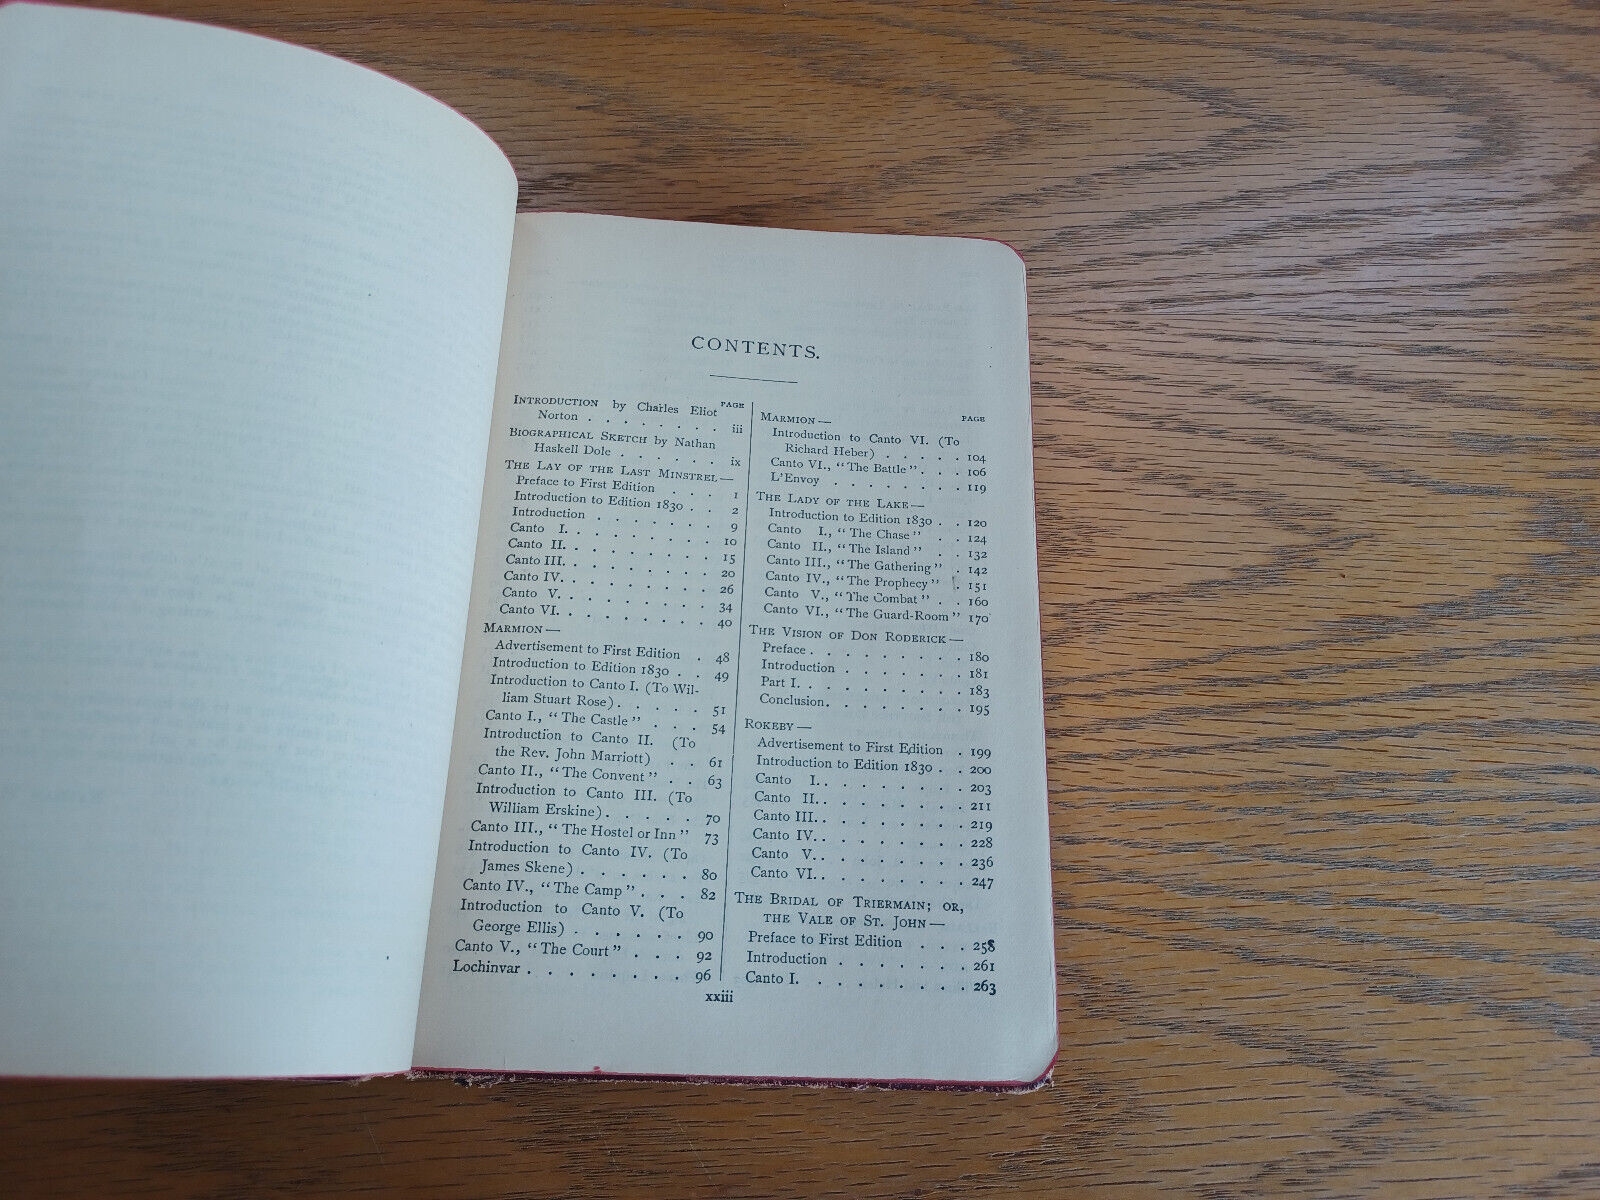 CONTENTS.
PAGE
INTRODUCTION by Charles Eliot
Norton . . . . . . . . iii
BIOGRAPHICAL SKETCH by Nathan
Haskell Dole . . . . . . ix
THE LAY OF THE LAST MINSTREL—
Preface to First Edition . . . 1
Introduction to Edition 1830 . . 2
Introduction . . . . . . . 9
Canto I. . . . . . . . . 10
Canto II. . . . . . . . . 15
Canto III. . . . . . . . . 20
Canto IV. . . . . . . . . 26
Canto V. . . . . . . . . 34
Canto VI. . . . . . . . . 40
MARMION—
Advertisement to First Edition . 48
Introduction to Edition 1830 . . 49
Introduction to Canto I. (To Wil-
liam Stuart Rose) . . . . . 51
Canto I., "The Castle" . . . 54
Introduction to Canto II. (To
the Rev. John Marriott) . . 61
Canto II., "The Convent" . . 63
Introduction to Canto III. (To
William Erskine) . . . . . 70
Canto III., "The Hostel or Inn" 73
Introduction to Canto IV. (To
James Skene) . . . . . . 80
Canto IV., "The Camp" . . . 82
Introduction to Canto V. (To
George Ellis) . . . . . . 90
Canto V., "The Court" . . . 92
Lochinvar . . . . . . . . 96
PAGE
MARMION—
Introduction to Canto VI. (To
Richard Heber) . . . . . 104
Canto VI., "The Battle" . . . 106
L'Envoy . . . . . . . . 119
THE LADY OF THE LAKE—
Introduction to Edition 1830 . . 120
Canto I., "The Chase" . . 124
Canto II., "The Island" . . 132
Canto III., "The Gathering" . 142
Canto IV., "The Prophecy" . 151
Canto V., "The Combat" . . 160
Canto VI., "The Guard-Room" 170
THE VISION OF DON RODERICK—
Preface . . . . . . . . . 180
Introduction . . . . . . . 181
Part I. . . . . . . . . . 183
Conclusion . . . . . . . . 195
ROKEBY—
Advertisement to First Edition . 199
Introduction to Edition 1830 . . 200
Canto I. . . . . . . . . 203
Canto II. . . . . . . . . 211
Canto III. . . . . . . . . 219
Canto IV. . . . . . . . . 228
Canto V. . . . . . . . . 236
Canto VI. . . . . . . . . 247
THE BRIDAL OF TRIERMAIN; OR,
THE VALE OF ST. JOHN—
Preface to First Edition . . . 258
Introduction . . . . . . . 261
Canto I. . . . . . . . . 263
xxiii